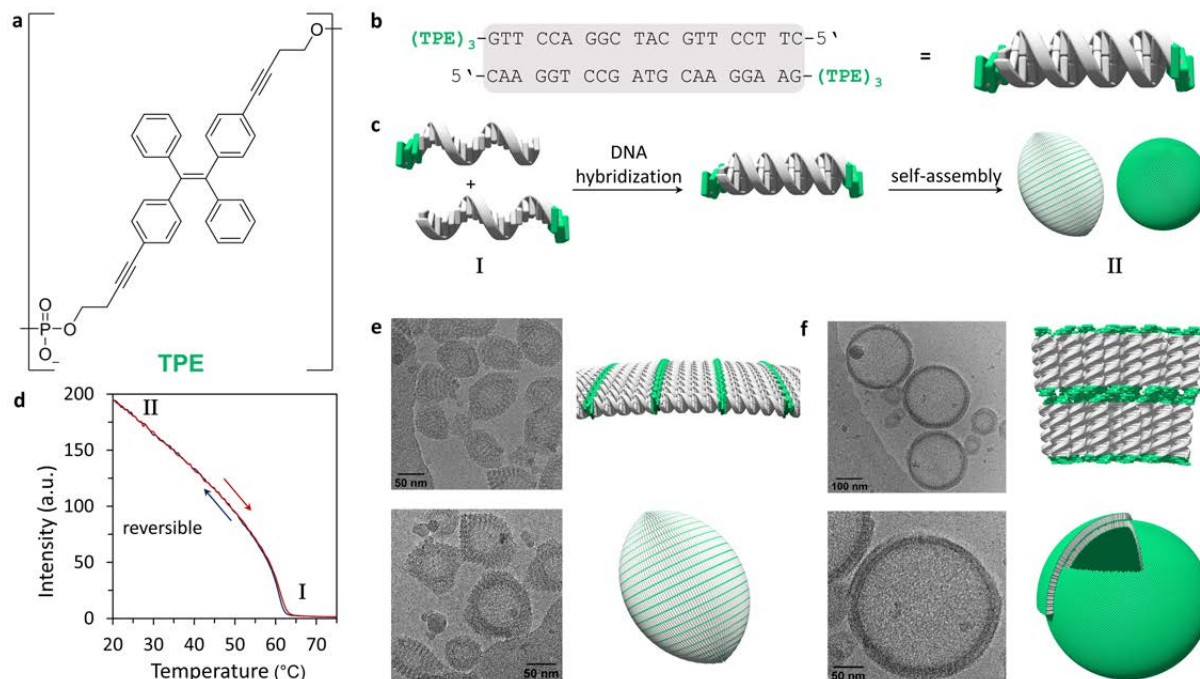 a
O
O
P
O
O
−
TPE
b
(TPE)3-GTT CCA GGC TAC GTT CCT TC-5‛
5‛-CAA GGT CCG ATG CAA GGA AG-(TPE)3
=
c
+
I
DNA
hybridization
self-assembly
II
d
Intensity (a.u.)
200
150
100
50
0
II
reversible
I
20 30 40 50 60 70
Temperature (°C)
e
50 nm
50 nm
f
100 nm
50 nm